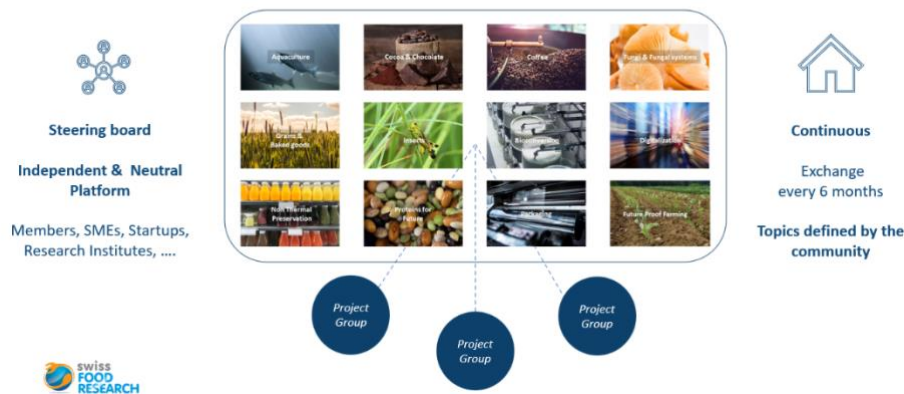 Steering board
Independent & Neutral
Platform
Members, SMEs, Startups,
Research Institutes, ....
Aquaculture
Cocoa & Chocolate
Coffee
Fungi & Fungal systems
Grains &
Baked goods
Insects
Bioconversion
Digitalization
Non Thermal
Preservation
Proteins for
Future
Packaging
Future Proof Farming
Project
Group
Project
Group
Project
Group
Continuous
Exchange
every 6 months
Topics defined by the
community
swiss
FOOD
RESEARCH